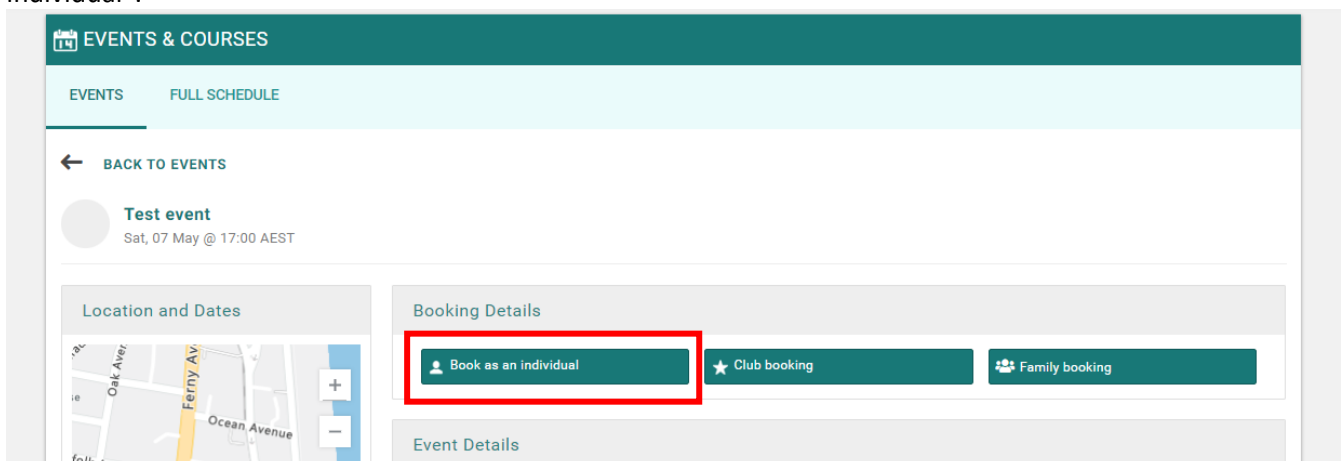 14 EVENTS & COURSES
EVENTS FULL SCHEDULE
BACK TO EVENTS
Test event
Sat, 07 May @ 17:00 AEST
Location and Dates
Booking Details
Book as an individual
Club booking
Family booking
Oak
Ferny Av
+
Ocean Avenue
−
Event Details